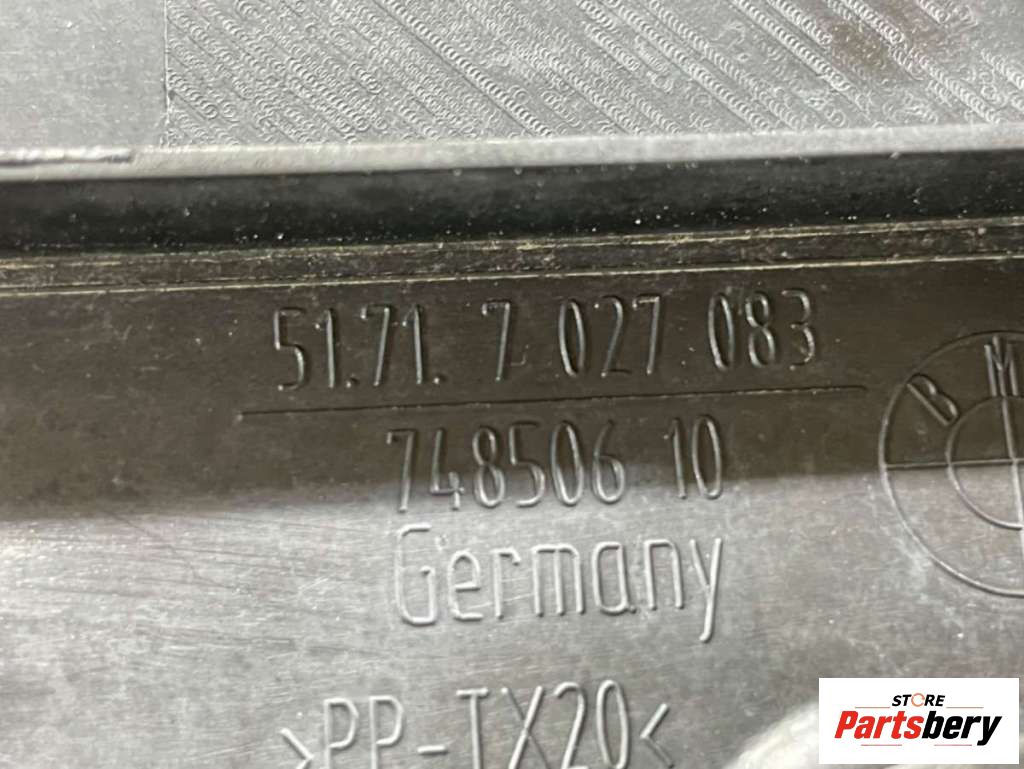 51.71. 7 027 083
748506 10
B M
Germany
>PP-TX20<
STORE
Partsbery